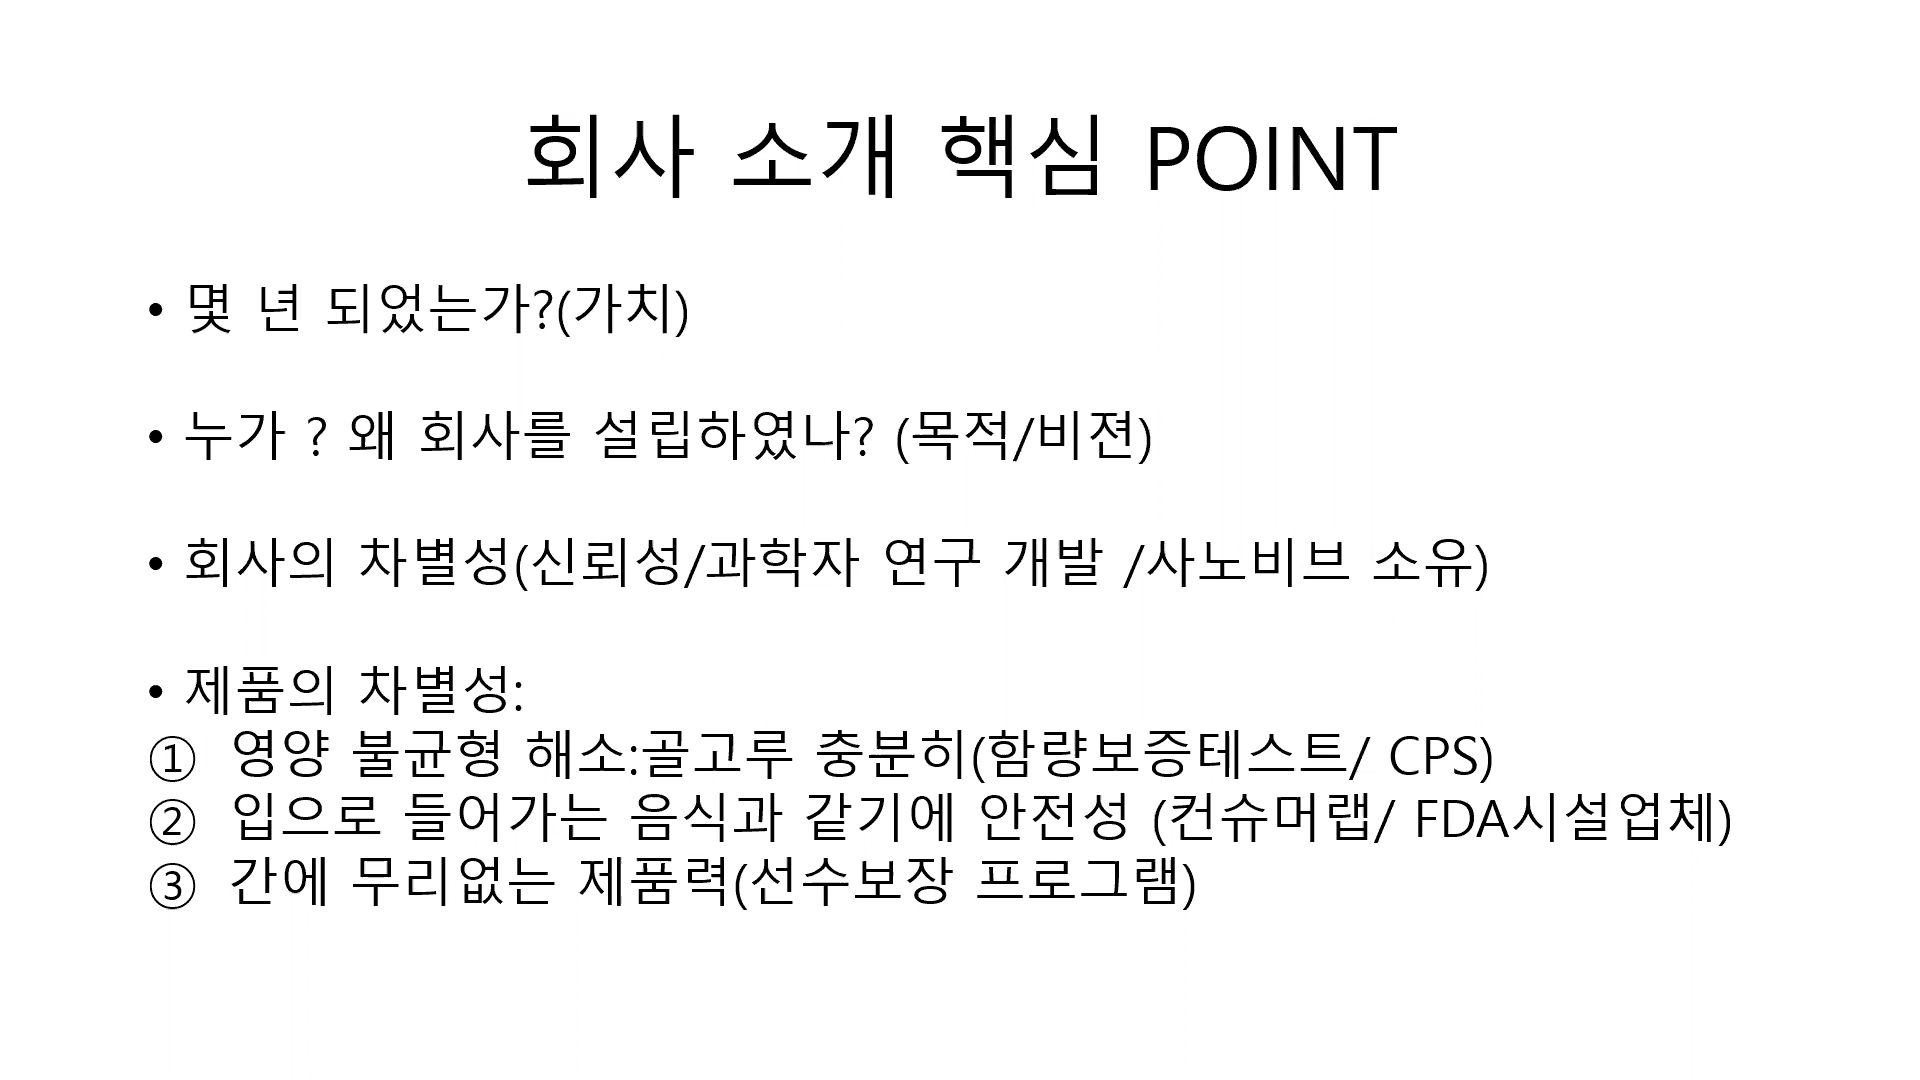 회사 소개 핵심 POINT
• 몇 년 되었는가?(가치)
• 누가 ? 왜 회사를 설립하였나? (목적/비젼)
• 회사의 차별성(신뢰성/과학자 연구 개발 /사노비브 소유)
• 제품의 차별성:
① 영양 불균형 해소:골고루 충분히(함량보증테스트/ CPS)
② 입으로 들어가는 음식과 같기에 안전성 (컨슈머랩/ FDA시설업체)
③ 간에 무리없는 제품력(선수보장 프로그램)